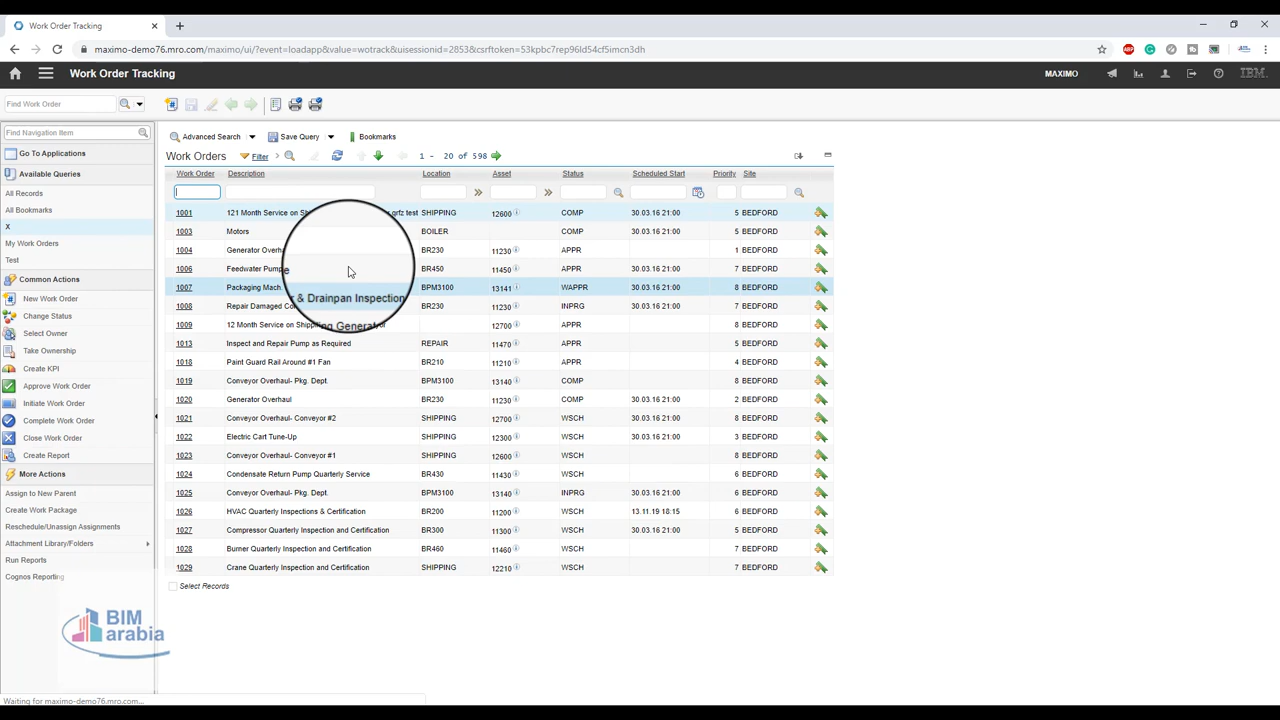 Work Order Tracking
maximo-demo76.mro.com/maximo/ui/?event=loadapp&value=wotrack&uisessionid=2853&csrftoken=53kpbc7rep96ld54cf5imcn3dh
Work Order Tracking MAXIMO IBM
Find Work Order
Find Navigation Item
Go To Applications
Available Queries
All Records
All Bookmarks
X
My Work Orders
Test
Common Actions
New Work Order
Change Status
Select Owner
Take Ownership
Create KPI
Approve Work Order
Initiate Work Order
Complete Work Order
Close Work Order
Create Report
More Actions
Assign to New Parent
Create Work Package
Reschedule/Unassign Assignments
Attachment Library/Folders
Run Reports
Cognos Reporting
Advanced Search Save Query Bookmarks
Work Orders Filter 1 - 20 of 598
Work Order Description Location Asset Status Scheduled Start Priority Site
1001 121 Month Service on grfz test SHIPPING 12600 COMP 30.03.16 21:00 5 BEDFORD
1003 Motors BOILER COMP 30.03.16 21:00 5 BEDFORD
1004 Generator BR230 11230 APPR 1 BEDFORD
1006 Feedwater Pump BR450 11450 APPR 30.03.16 21:00 7 BEDFORD
1007 Packaging & Drainpan Inspection BPM3100 13141 WAPPR 30.03.16 21:00 8 BEDFORD
1008 Repair Damaged BR230 11230 INPRG 30.03.16 21:00 7 BEDFORD
1009 12 Month Service on Shipping Generator 12700 APPR 8 BEDFORD
1013 Inspect and Repair Pump as Required REPAIR 11470 APPR 5 BEDFORD
1018 Paint Guard Rail Around #1 Fan BR210 11210 APPR 4 BEDFORD
1019 Conveyor Overhaul- Pkg. Dept. BPM3100 13140 COMP 8 BEDFORD
1020 Generator Overhaul BR230 11230 COMP 30.03.16 21:00 2 BEDFORD
1021 Conveyor Overhaul- Conveyor #2 SHIPPING 12700 WSCH 30.03.16 21:00 8 BEDFORD
1022 Electric Cart Tune-Up SHIPPING 12300 WSCH 30.03.16 21:00 3 BEDFORD
1023 Conveyor Overhaul- Conveyor #1 SHIPPING 12600 WSCH 8 BEDFORD
1024 Condensate Return Pump Quarterly Service BR430 11430 WSCH 6 BEDFORD
1025 Conveyor Overhaul- Pkg. Dept. BPM3100 13140 INPRG 30.03.16 21:00 6 BEDFORD
1026 HVAC Quarterly Inspections & Certification BR200 11200 WSCH 13.11.19 18:15 6 BEDFORD
1027 Compressor Quarterly Inspection and Certification BR300 11300 WSCH 30.03.16 21:00 5 BEDFORD
1028 Burner Quarterly Inspection and Certification BR460 11460 WSCH 7 BEDFORD
1029 Crane Quarterly Inspection and Certification SHIPPING 12210 WSCH 7 BEDFORD
Select Records
BIM
arabia
Waiting for maximo-demo76.mro.com...